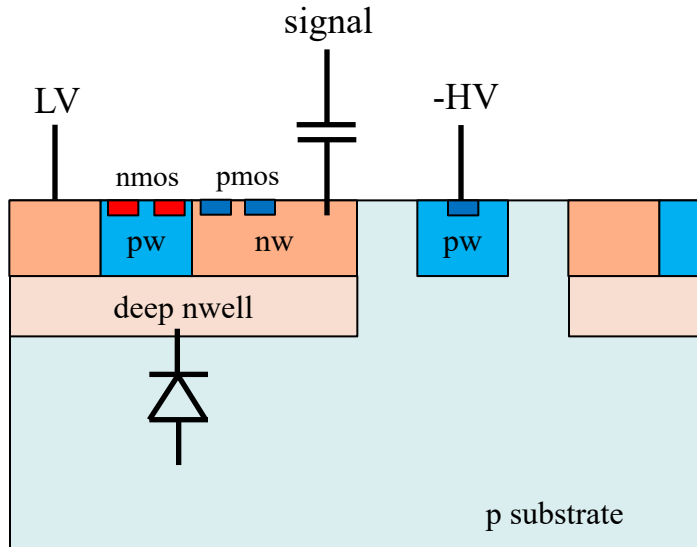 signal
LV
-HV
nmos
pmos
pw
nw
pw
deep nwell
p substrate